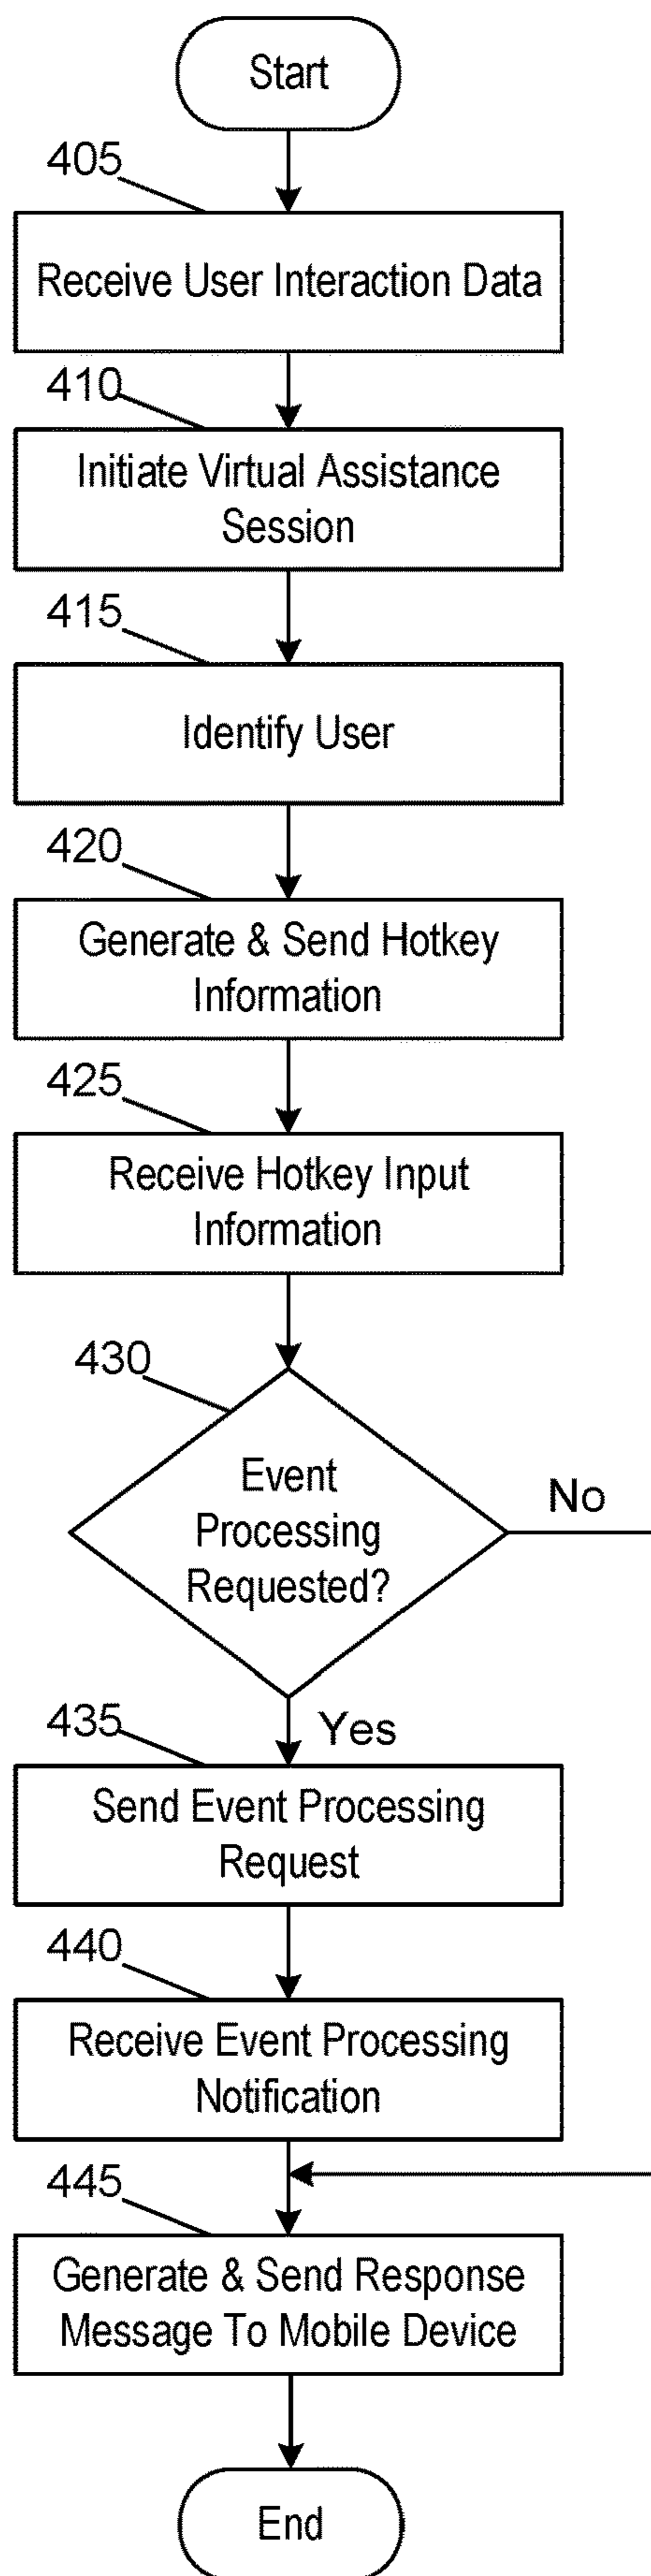 Start
405
Receive User Interaction Data
410
Initiate Virtual Assistance
Session
415
Identify User
420
Generate & Send Hotkey
Information
425
Receive Hotkey Input
Information
430
Event
Processing
Requested?
No
Yes
435
Send Event Processing
Request
440
Receive Event Processing
Notification
445
Generate & Send Response
Message To Mobile Device
End